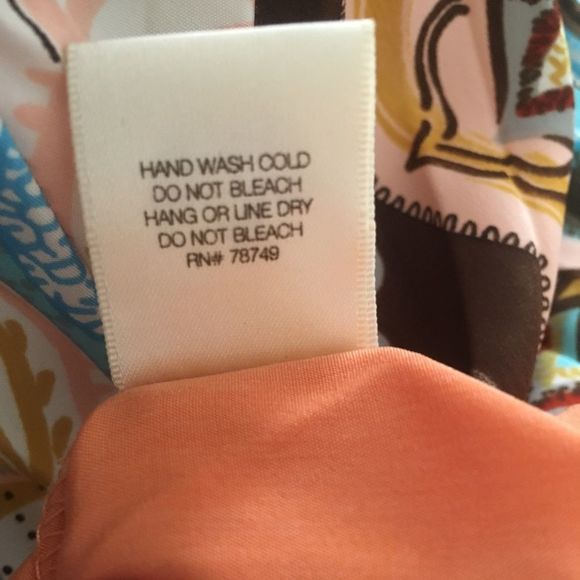 HAND WASH COLD
DO NOT BLEACH
HANG OR LINE DRY
DO NOT BLEACH
RN# 78749